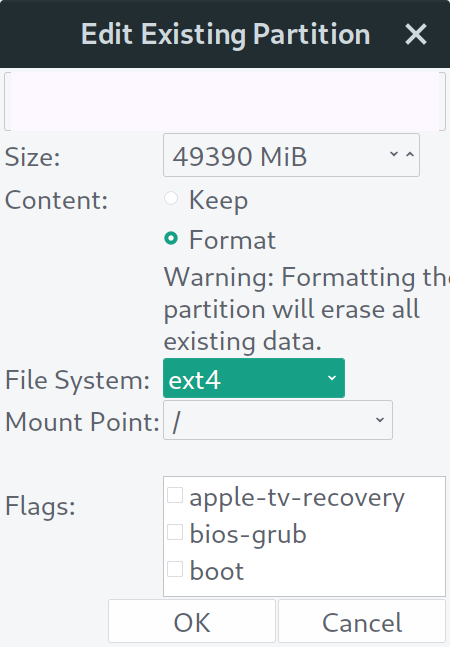 Edit Existing Partition
Size: 49390 MiB
Content: Keep
Format
Warning: Formatting the
partition will erase all
existing data.
File System: ext4
Mount Point: /
Flags: apple-tv-recovery
bios-grub
boot
OK Cancel